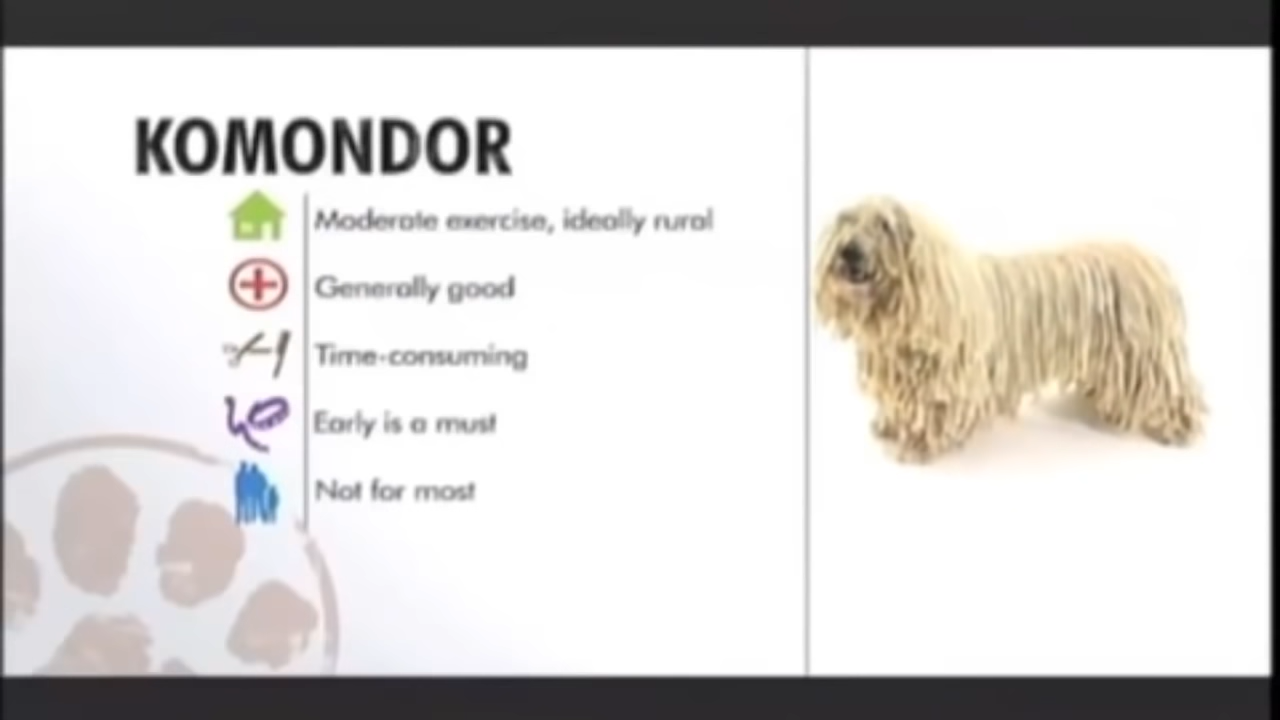 KOMONDOR
Moderate exercise, ideally rural
Generally good
Time-consuming
Early is a must
Not for most